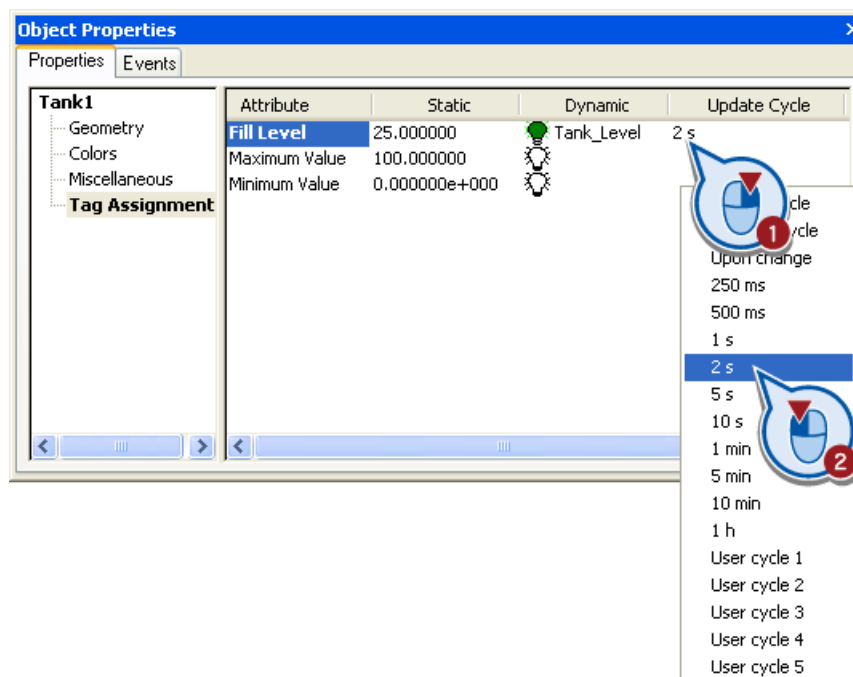 Object Properties
Properties Events
Tank1
Geometry
Colors
Miscellaneous
Tag Assignment
Attribute Static Dynamic Update Cycle
Fill Level 25.000000 Tank_Level 2 s
Maximum Value 100.000000
Minimum Value 0.000000e+000
1
Upon change
250 ms
500 ms
1 s
2 s
5 s
10 s
1 min
2
5 min
10 min
1 h
User cycle 1
User cycle 2
User cycle 3
User cycle 4
User cycle 5